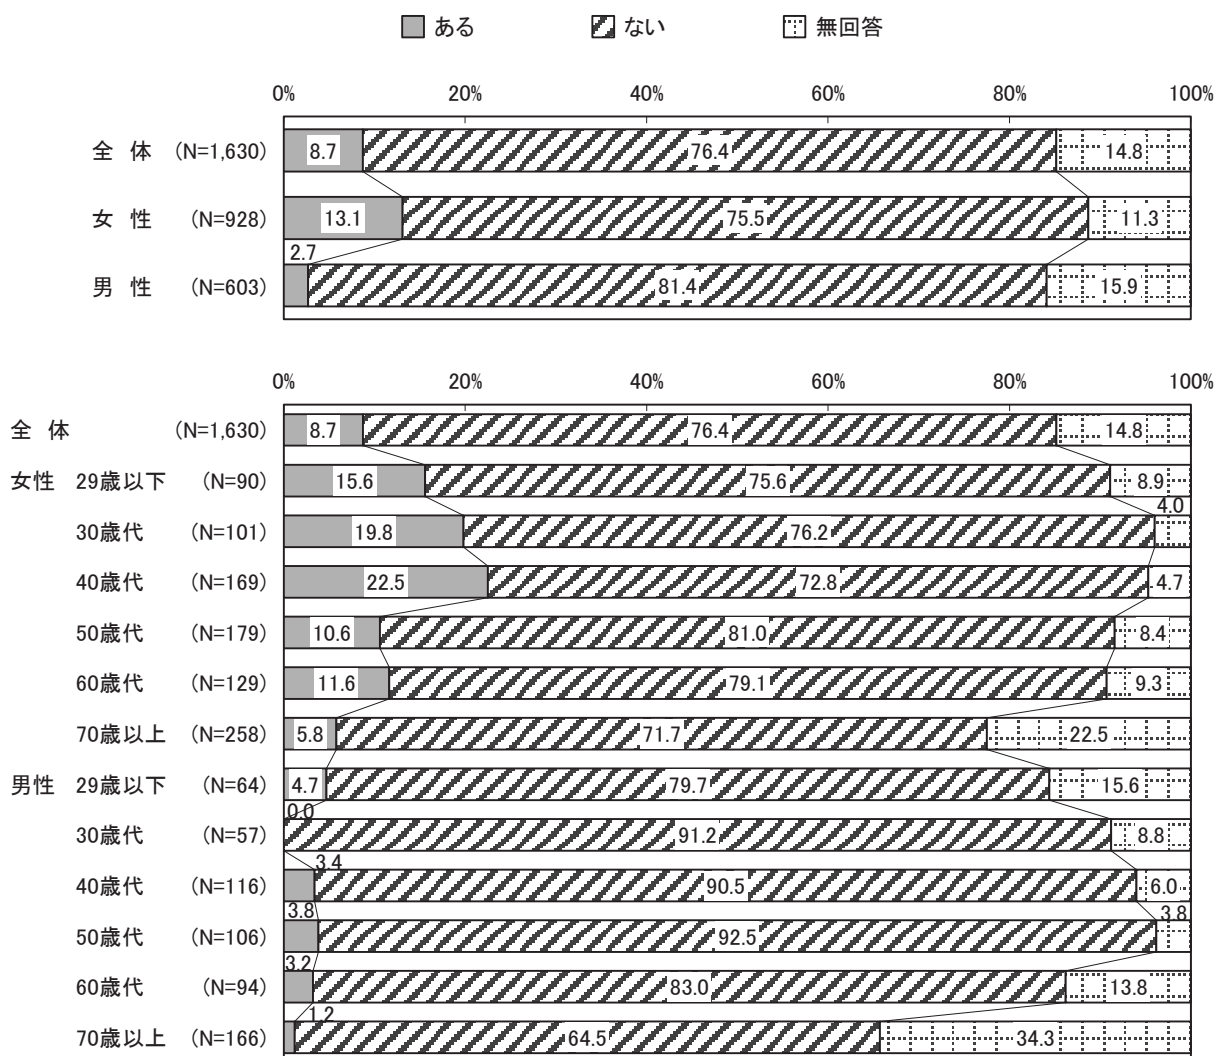 ある ない 無回答
0% 20% 40% 60% 80% 100%
全 体 (N=1,630) 8.7 76.4 14.8
女 性 (N=928) 13.1 75.5 11.3
2.7
男 性 (N=603) 81.4 15.9
0% 20% 40% 60% 80% 100%
全 体 (N=1,630) 8.7 76.4 14.8
女性 29歳以下 (N=90) 15.6 75.6 8.9
4.0
30歳代 (N=101) 19.8 76.2
40歳代 (N=169) 22.5 72.8 4.7
50歳代 (N=179) 10.6 81.0 8.4
60歳代 (N=129) 11.6 79.1 9.3
70歳以上 (N=258) 5.8 71.7 22.5
男性 29歳以下 (N=64) 4.7 79.7 15.6
0.0
30歳代 (N=57) 91.2 8.8
3.4
40歳代 (N=116) 90.5 6.0
3.8 3.8
50歳代 (N=106) 92.5
3.2
60歳代 (N=94) 83.0 13.8
1.2
70歳以上 (N=166) 64.5 34.3